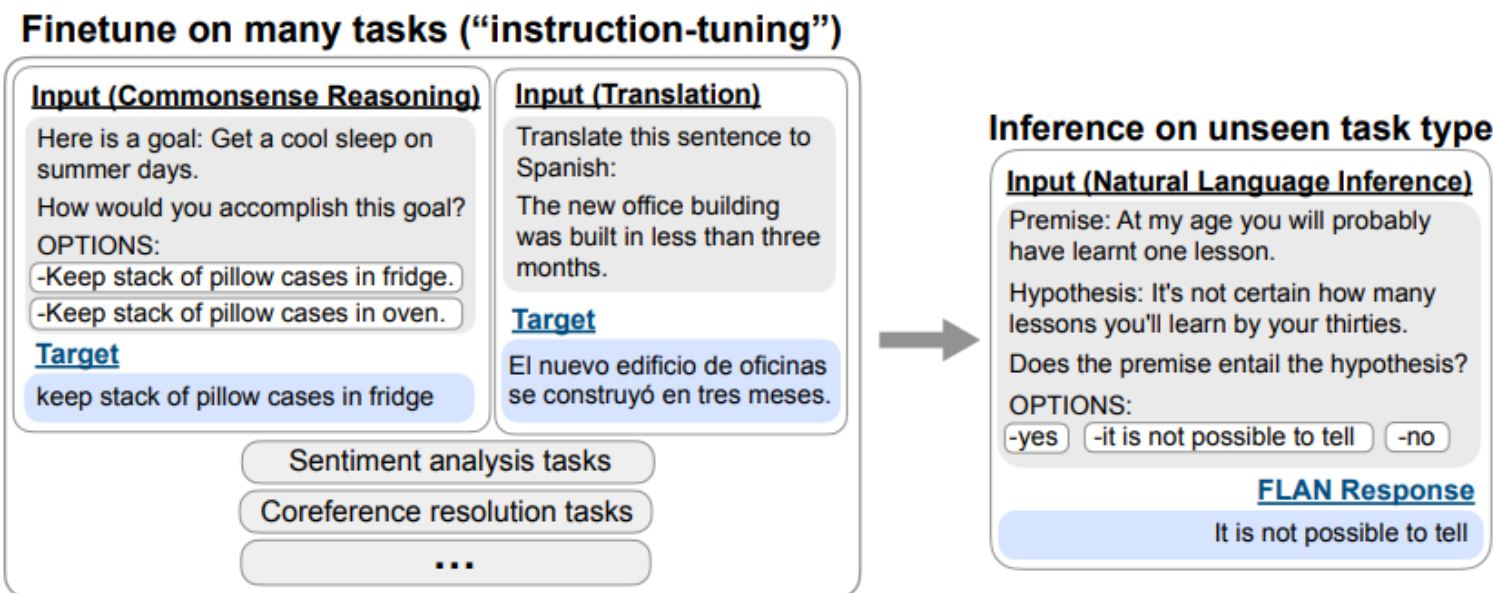 Finetune on many tasks (“instruction-tuning”)
Input (Commonsense Reasoning)
Here is a goal: Get a cool sleep on
summer days.
How would you accomplish this goal?
OPTIONS:
-Keep stack of pillow cases in fridge.
-Keep stack of pillow cases in oven.
Target
keep stack of pillow cases in fridge
Input (Translation)
Translate this sentence to
Spanish:
The new office building
was built in less than three
months.
Target
El nuevo edificio de oficinas
se construyó en tres meses.
Sentiment analysis tasks
Coreference resolution tasks
...
Inference on unseen task type
Input (Natural Language Inference)
Premise: At my age you will probably
have learnt one lesson.
Hypothesis: It's not certain how many
lessons you'll learn by your thirties.
Does the premise entail the hypothesis?
OPTIONS:
-yes -it is not possible to tell -no
FLAN Response
It is not possible to tell